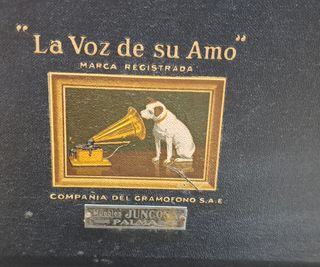 "La Voz de su Amo"
MARCA REGISTRADA
COMPAÑIA DEL GRAMOFONO S.A.E.
Muebles JUNCOSA
PALMA